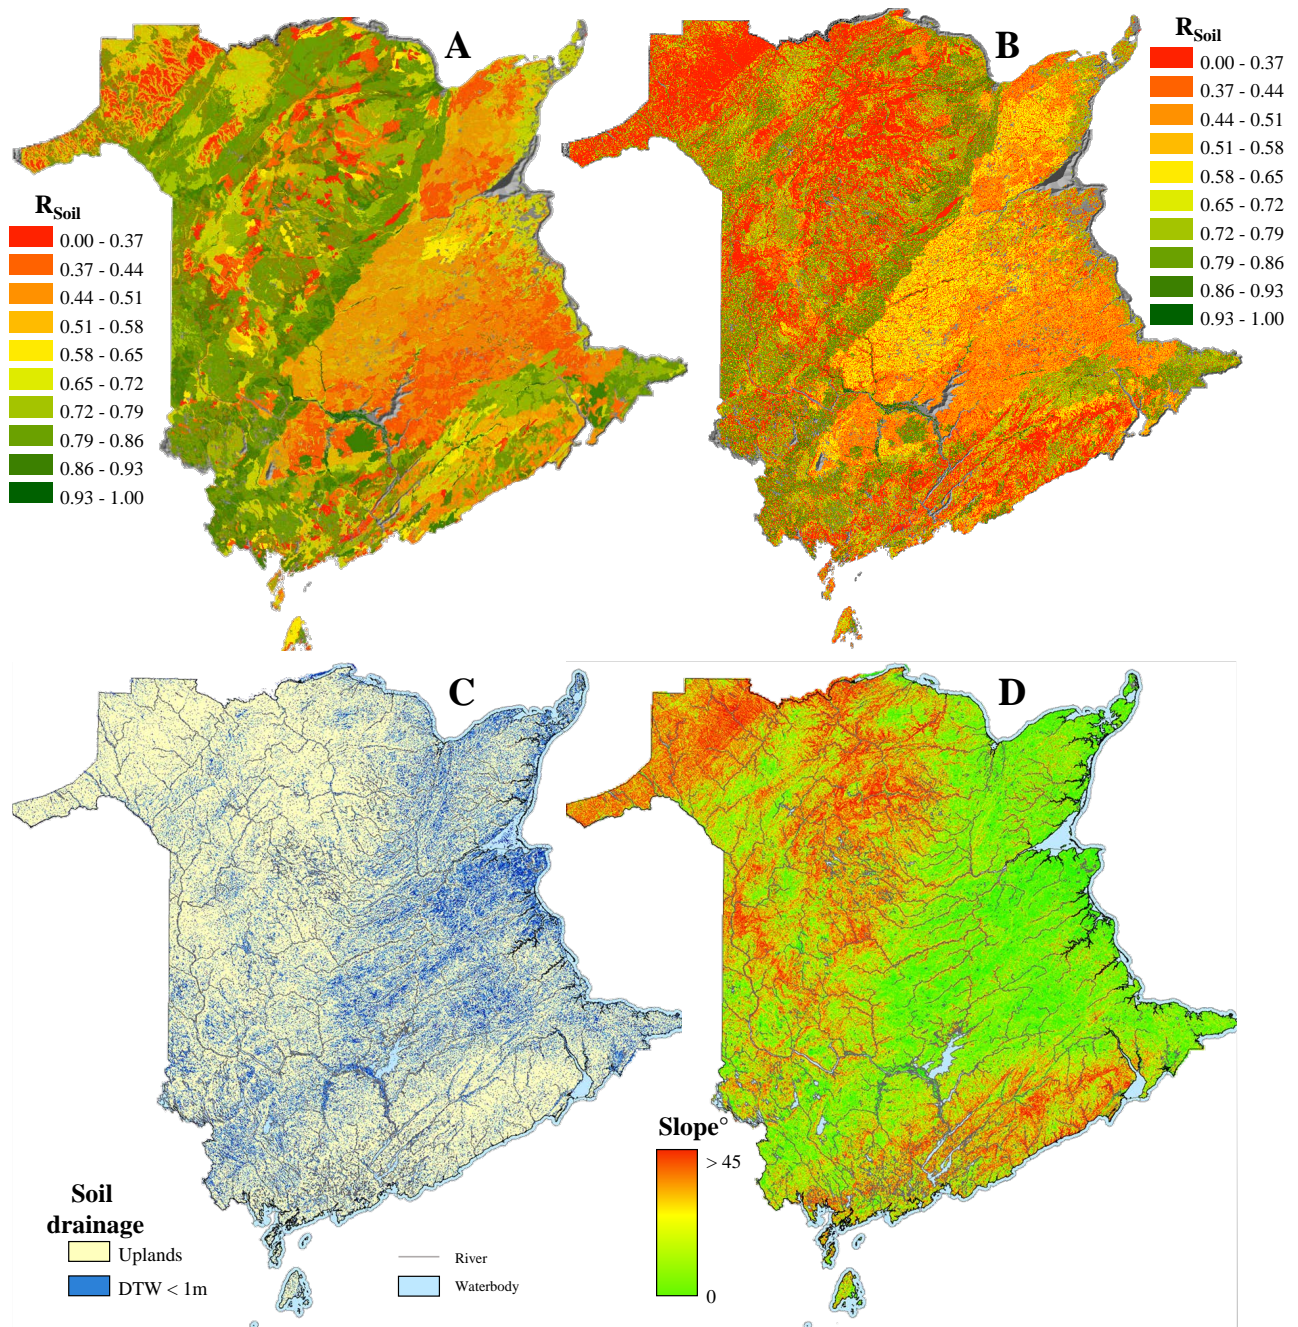 A
B
R_Soil
0.00 - 0.37
0.37 - 0.44
0.44 - 0.51
0.51 - 0.58
0.58 - 0.65
0.65 - 0.72
0.72 - 0.79
0.79 - 0.86
0.86 - 0.93
0.93 - 1.00
R_Soil
0.00 - 0.37
0.37 - 0.44
0.44 - 0.51
0.51 - 0.58
0.58 - 0.65
0.65 - 0.72
0.72 - 0.79
0.79 - 0.86
0.86 - 0.93
0.93 - 1.00
C
D
Soil
drainage
Uplands
DTW < 1m
River
Waterbody
Slope°
> 45
0